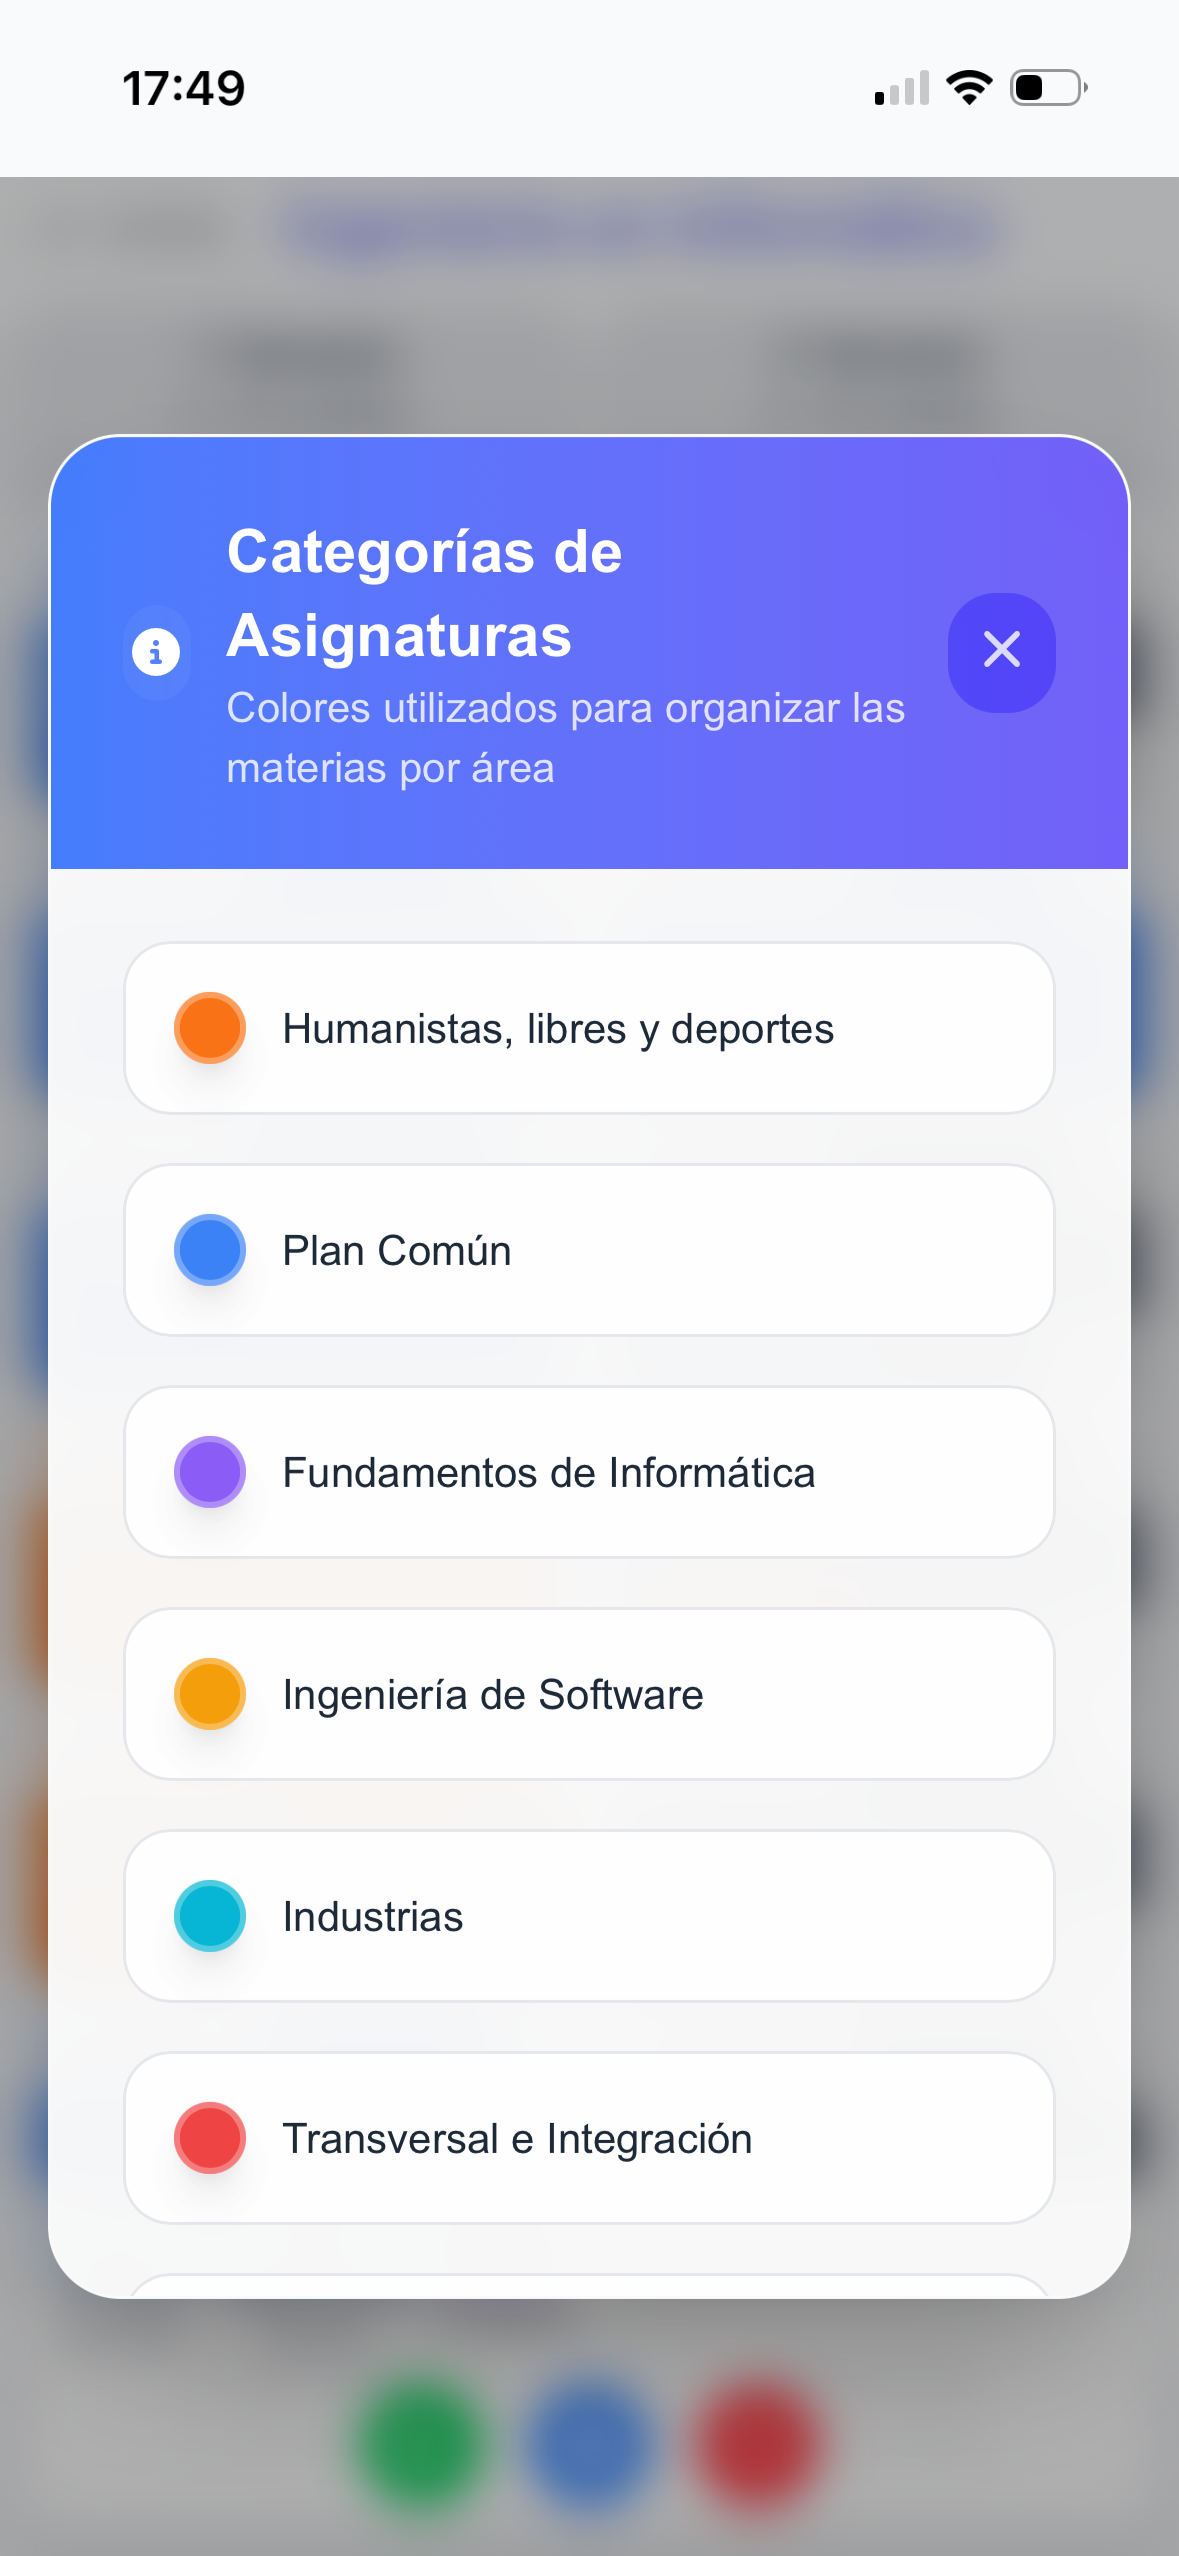 17:49
Categorías de
Asignaturas
Colores utilizados para organizar las
materias por área
Humanistas, libres y deportes
Plan Común
Fundamentos de Informática
Ingeniería de Software
Industrias
Transversal e Integración